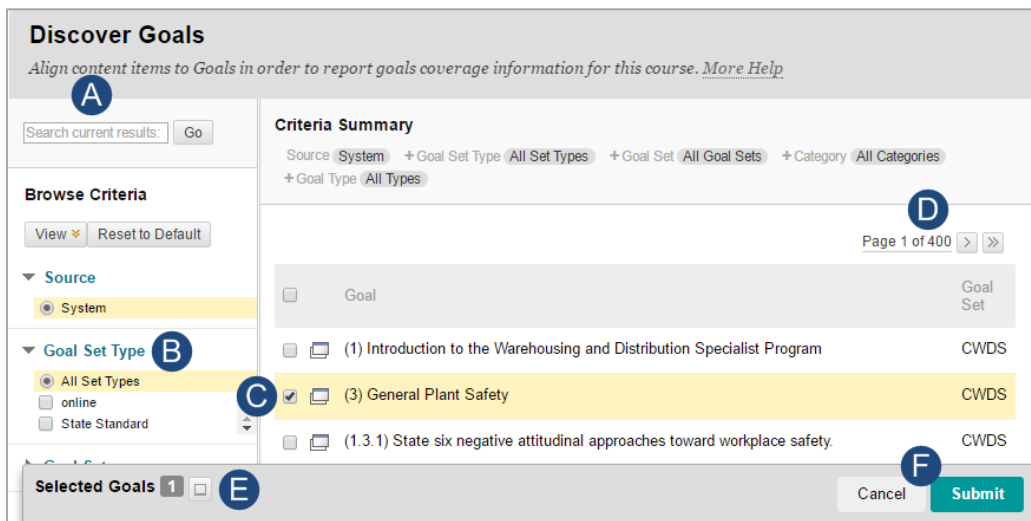 Discover Goals
Align content items to Goals in order to report goals coverage information for this course. More Help
A
Search current results: Go
Browse Criteria
View Reset to Default
Source
System
Goal Set Type B
All Set Types
online
State Standard
Criteria Summary
Source System +Goal Set Type All Set Types +Goal Set All Goal Sets +Category All Categories
+Goal Type All Types
D
Page 1 of 400 > >>
Goal Goal Set
(1) Introduction to the Warehousing and Distribution Specialist Program CWDS
C (3) General Plant Safety CWDS
(1.3.1) State six negative attitudinal approaches toward workplace safety. CWDS
Selected Goals 1 E
F
Cancel Submit